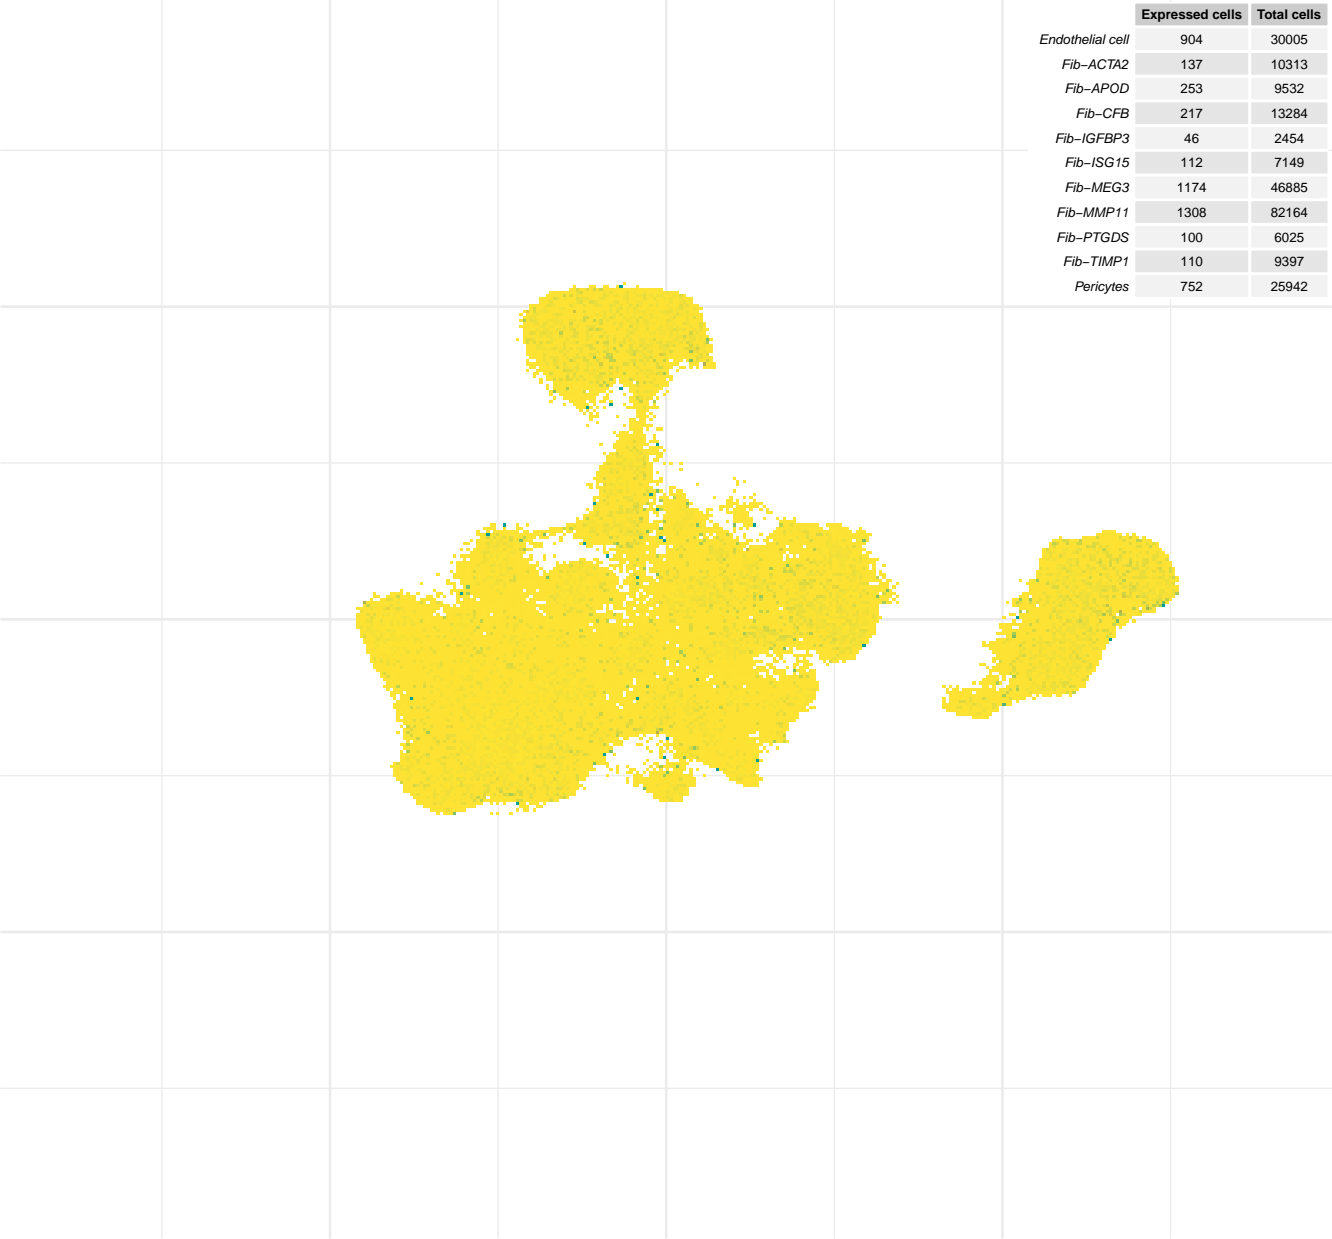 Expressed cells Total cells
Endothelial cell 904 30005
Fib−ACTA2 137 10313
Fib−APOD 253 9532
Fib−CFB 217 13284
Fib−IGFBP3 46 2454
Fib−ISG15 112 7149
Fib−MEG3 1174 46885
Fib−MMP11 1308 82164
Fib−PTGDS 100 6025
Fib−TIMP1 110 9397
Pericytes 752 25942